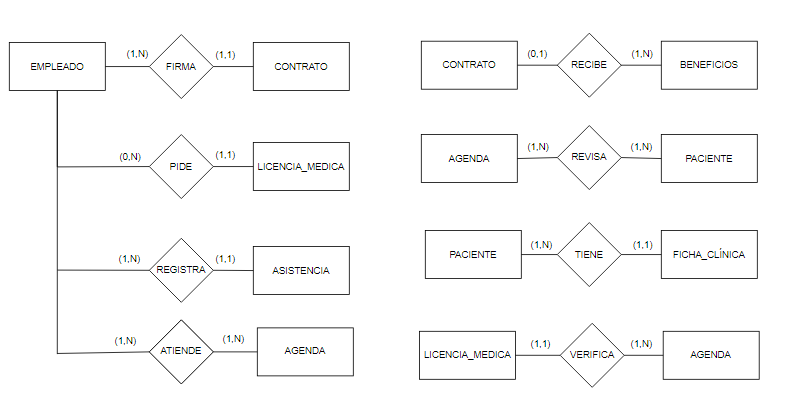 EMPLEADO (1,N) FIRMA (1,1) CONTRATO
(0,N) PIDE (1,1) LICENCIA_MEDICA
(1,N) REGISTRA (1,1) ASISTENCIA
(1,N) ATIENDE (1,N) AGENDA
CONTRATO (0,1) RECIBE (1,N) BENEFICIOS
AGENDA (1,N) REVISA (1,N) PACIENTE
PACIENTE (1,N) TIENE (1,1) FICHA_CLÍNICA
LICENCIA_MEDICA (1,1) VERIFICA (1,N) AGENDA